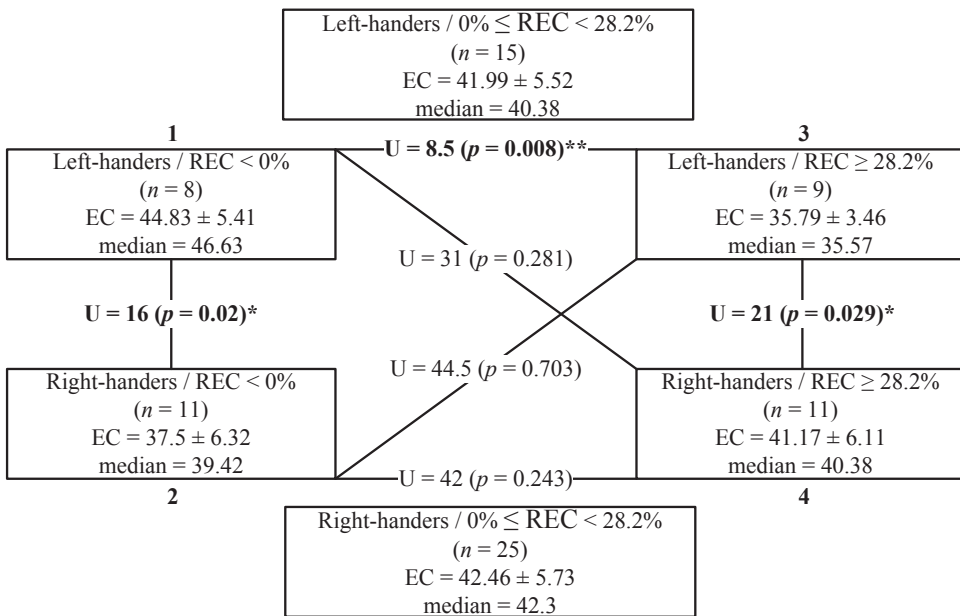 Left-handers / 0% ≤ REC < 28.2%
(n = 15)
EC = 41.99 ± 5.52
median = 40.38
1
Left-handers / REC < 0%
(n = 8)
EC = 44.83 ± 5.41
median = 46.63
U = 8.5 (p = 0.008)**
3
Left-handers / REC ≥ 28.2%
(n = 9)
EC = 35.79 ± 3.46
median = 35.57
U = 31 (p = 0.281)
U = 16 (p = 0.02)*
U = 21 (p = 0.029)*
U = 44.5 (p = 0.703)
Right-handers / REC < 0%
(n = 11)
EC = 37.5 ± 6.32
median = 39.42
2
U = 42 (p = 0.243)
Right-handers / REC ≥ 28.2%
(n = 11)
EC = 41.17 ± 6.11
median = 40.38
4
Right-handers / 0% ≤ REC < 28.2%
(n = 25)
EC = 42.46 ± 5.73
median = 42.3